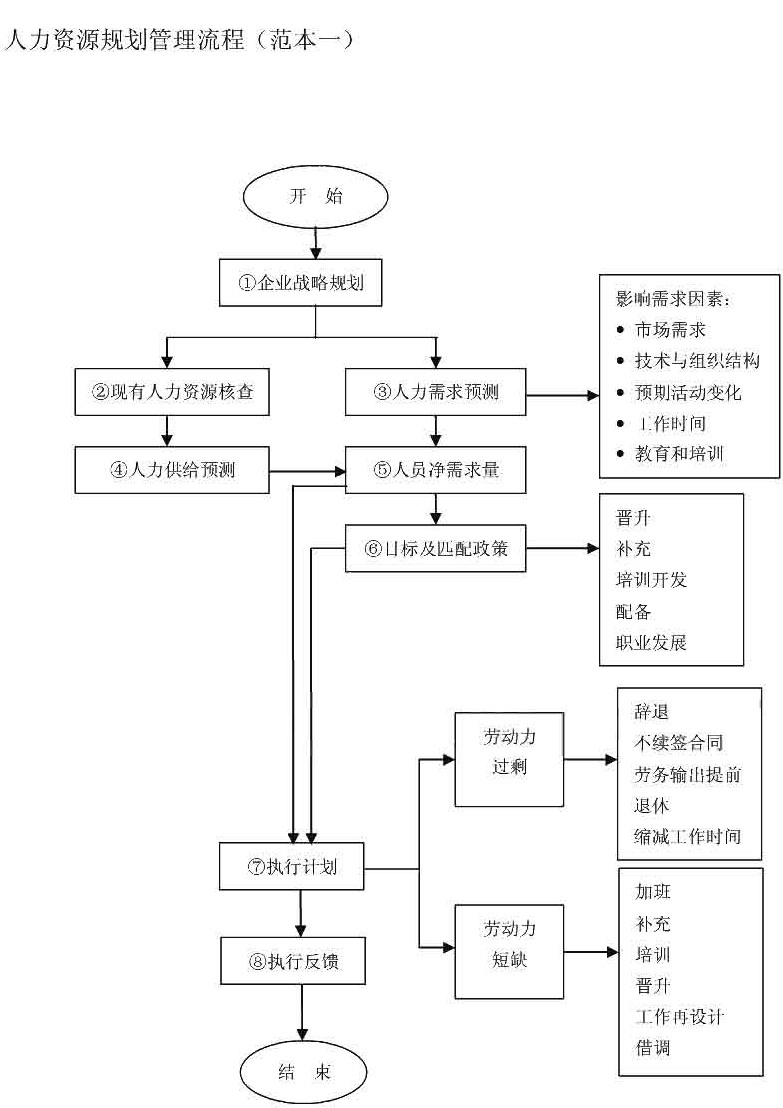 人力资源规划管理流程（范本一）
开 始
①企业战略规划
②现有人力资源核查
③人力需求预测
影响需求因素：
• 市场需求
• 技术与组织结构
• 预期活动变化
• 工作时间
• 教育和培训
④人力供给预测
⑤人员净需求量
⑥目标及匹配政策
晋升
补充
培训开发
配备
职业发展
劳动力
过剩
辞退
不续签合同
劳务输出提前
退休
缩减工作时间
⑦执行计划
劳动力
短缺
加班
补充
培训
晋升
工作再设计
借调
⑧执行反馈
结 束